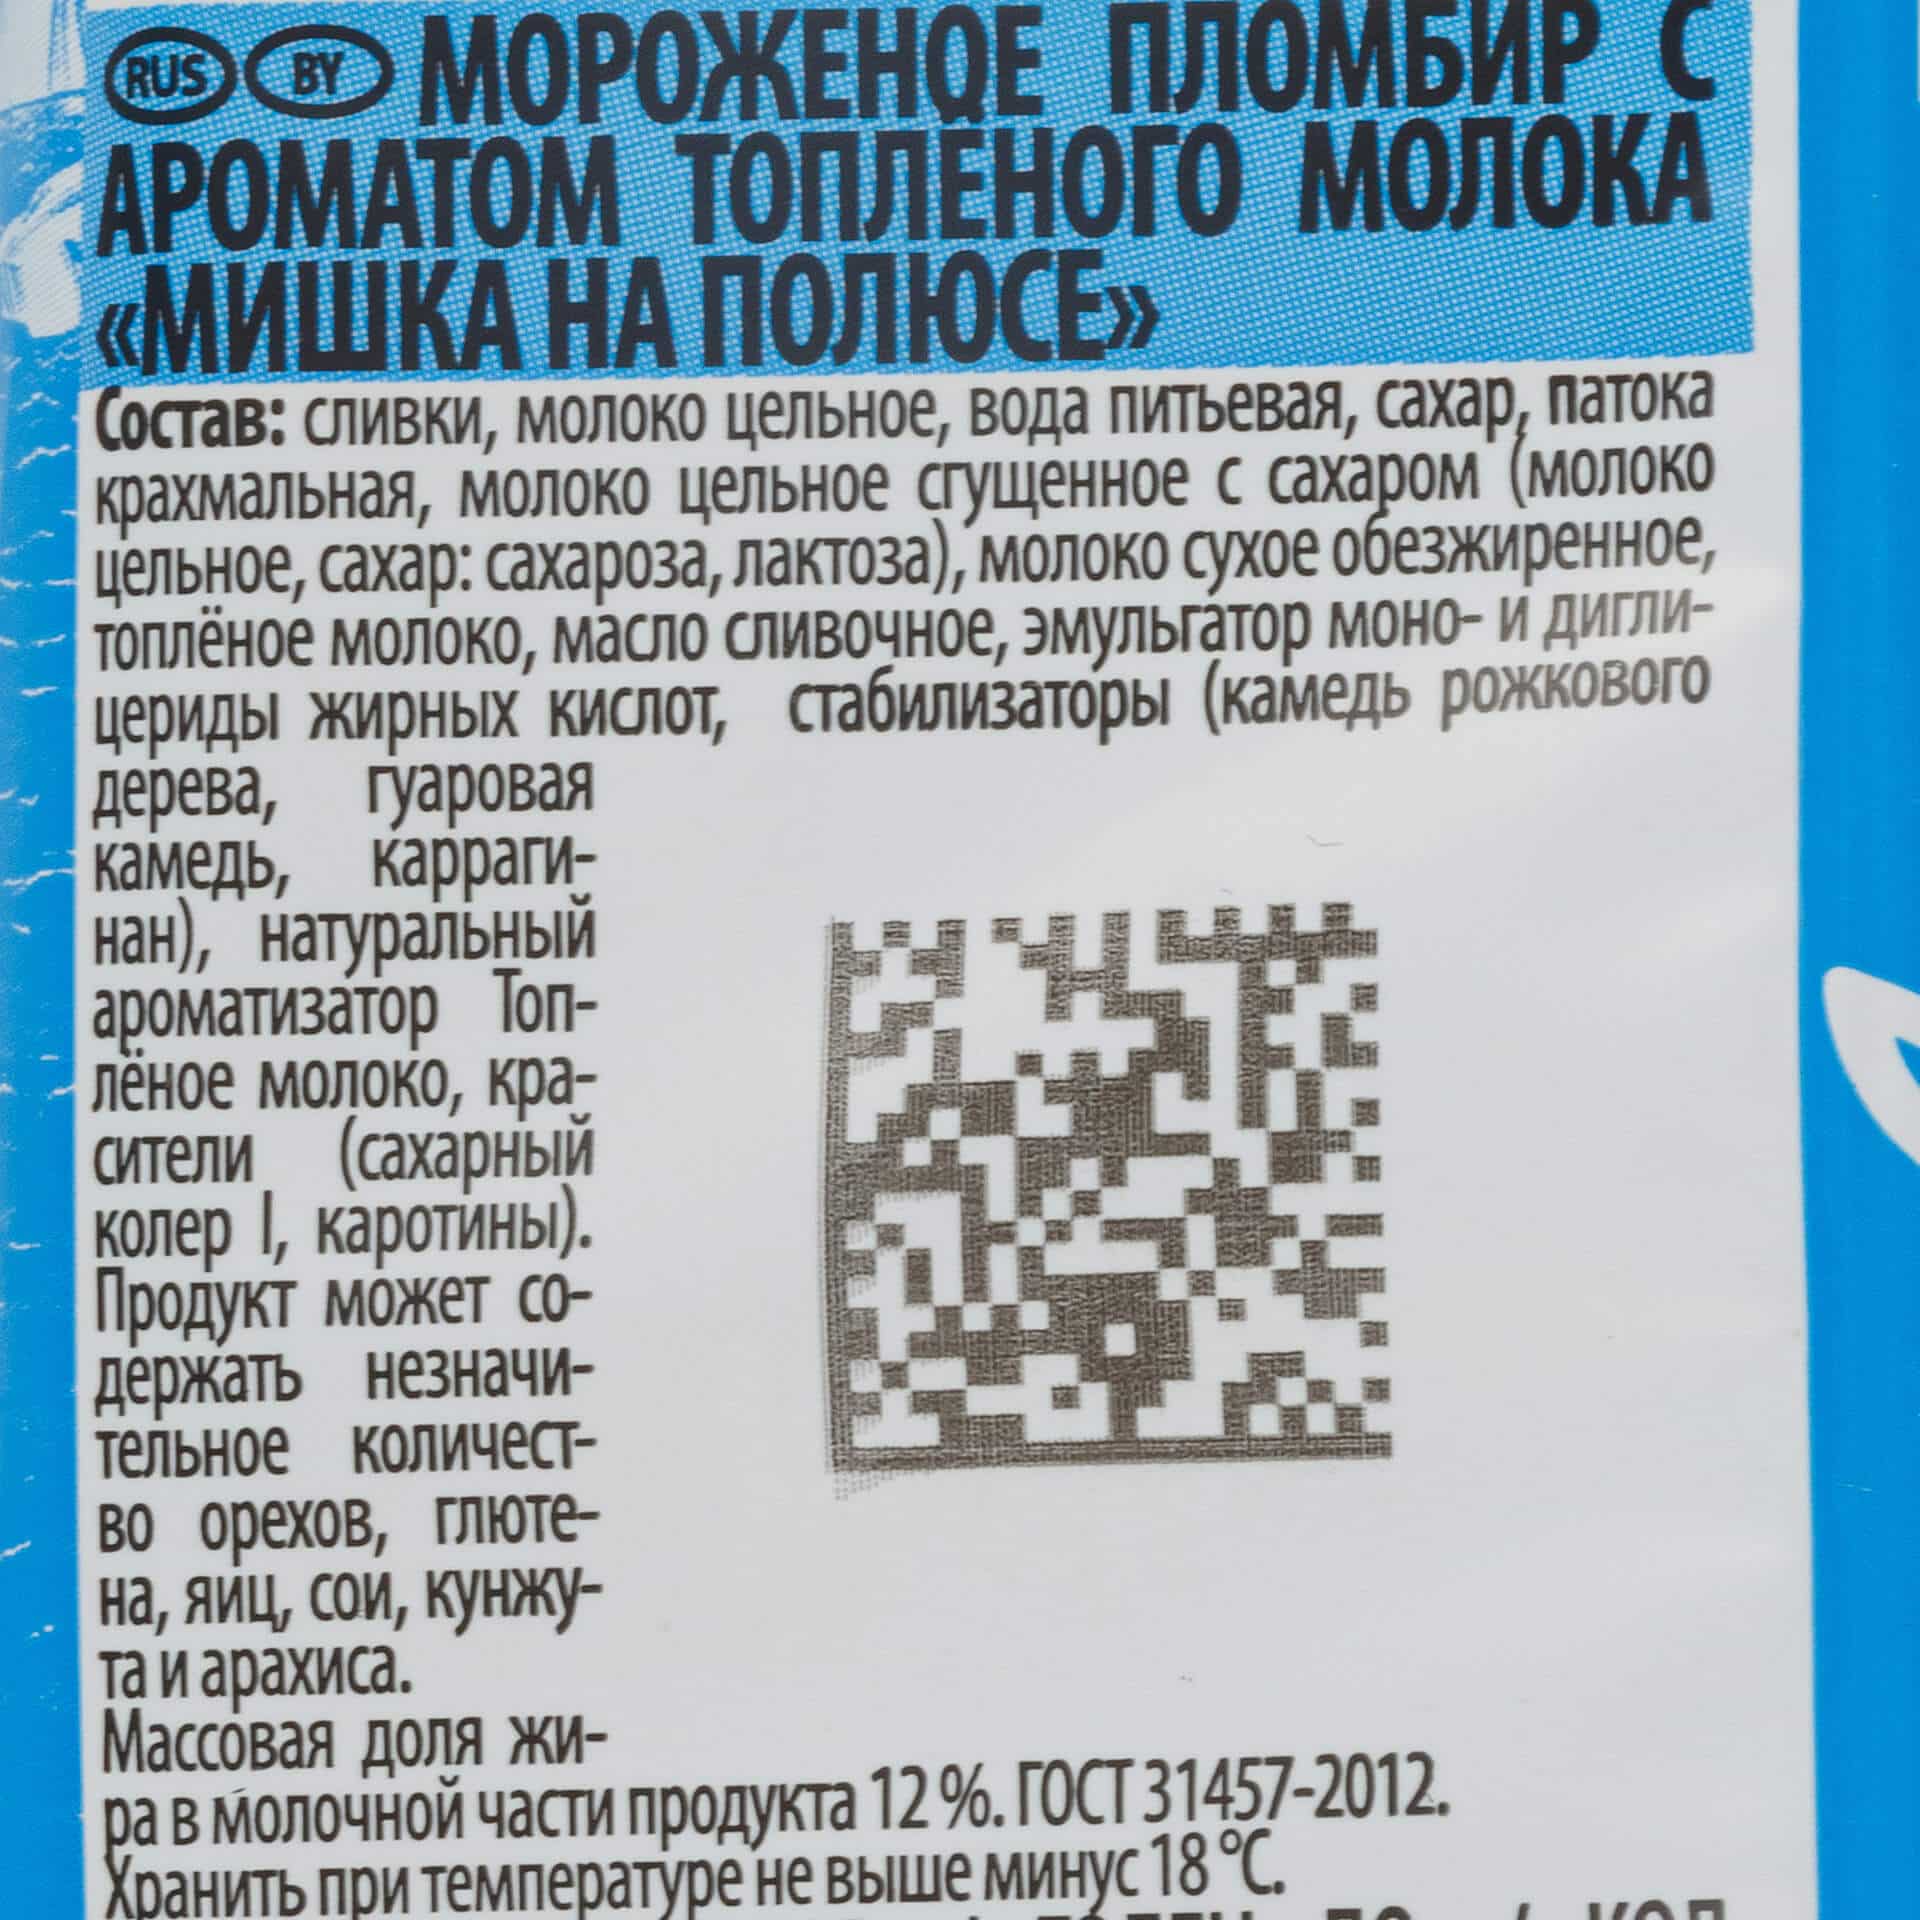 RUS BY МОРОЖЕНОЕ ПЛОМБИР С
АРОМАТОМ ТОПЛЁНОГО МОЛОКА
«МИШКА НА ПОЛЮСЕ»
Состав: сливки, молоко цельное, вода питьевая, сахар, патока
крахмальная, молоко цельное сгущенное с сахаром (молоко
цельное, сахар: сахароза, лактоза), молоко сухое обезжиренное,
топлёное молоко, масло сливочное, эмульгатор моно- и дигли-
цериды жирных кислот, стабилизаторы (камедь рожкового
дерева, гуаровая
камедь, карраги-
нан), натуральный
ароматизатор Топ-
лёное молоко, кра-
сители (сахарный
колер I, каротины).
Продукт может со-
держать незначи-
тельное количест-
во орехов, глюте-
на, яиц, сои, кунжу-
та и арахиса.
Массовая доля жи-
ра в молочной части продукта 12 %. ГОСТ 31457-2012.
Хранить при температуре не выше минус 18 °С.